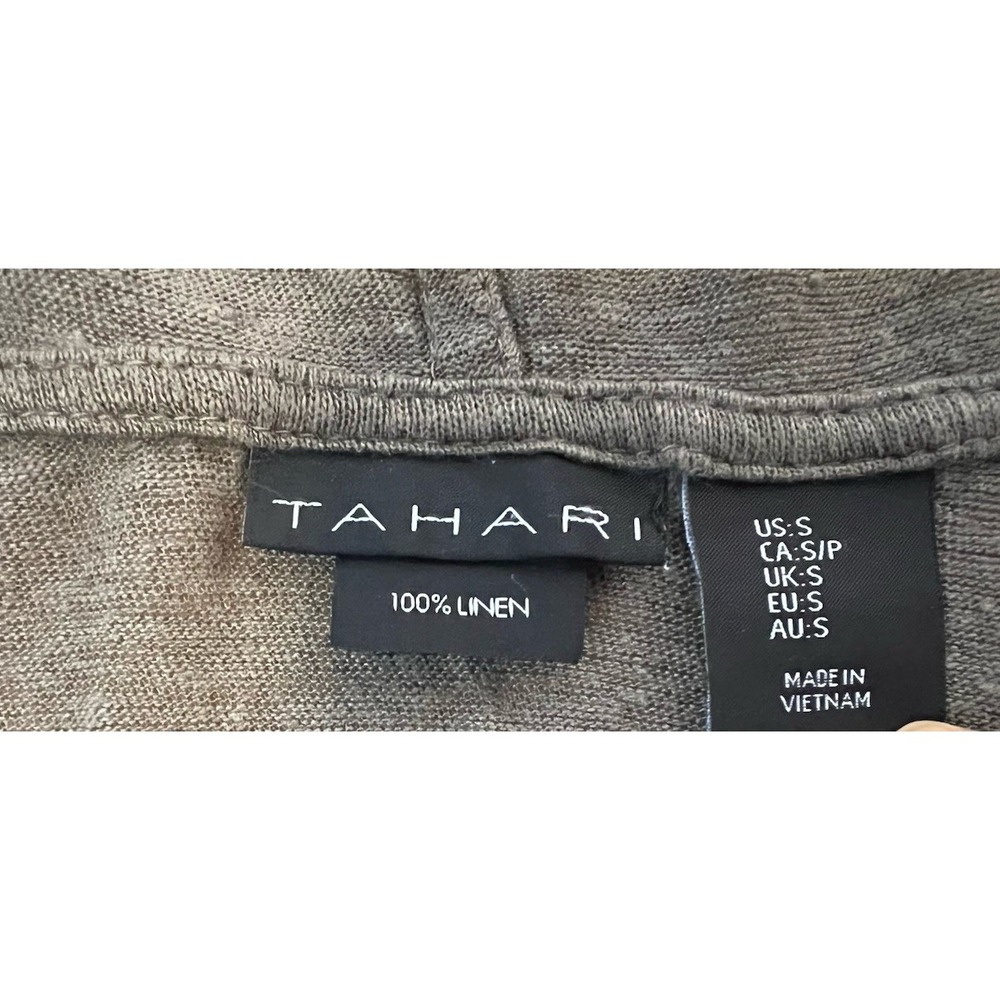 TAHARI
100% LINEN
US:S
CA:S/P
UK:S
EU:S
AU:S
MADE IN
VIETNAM